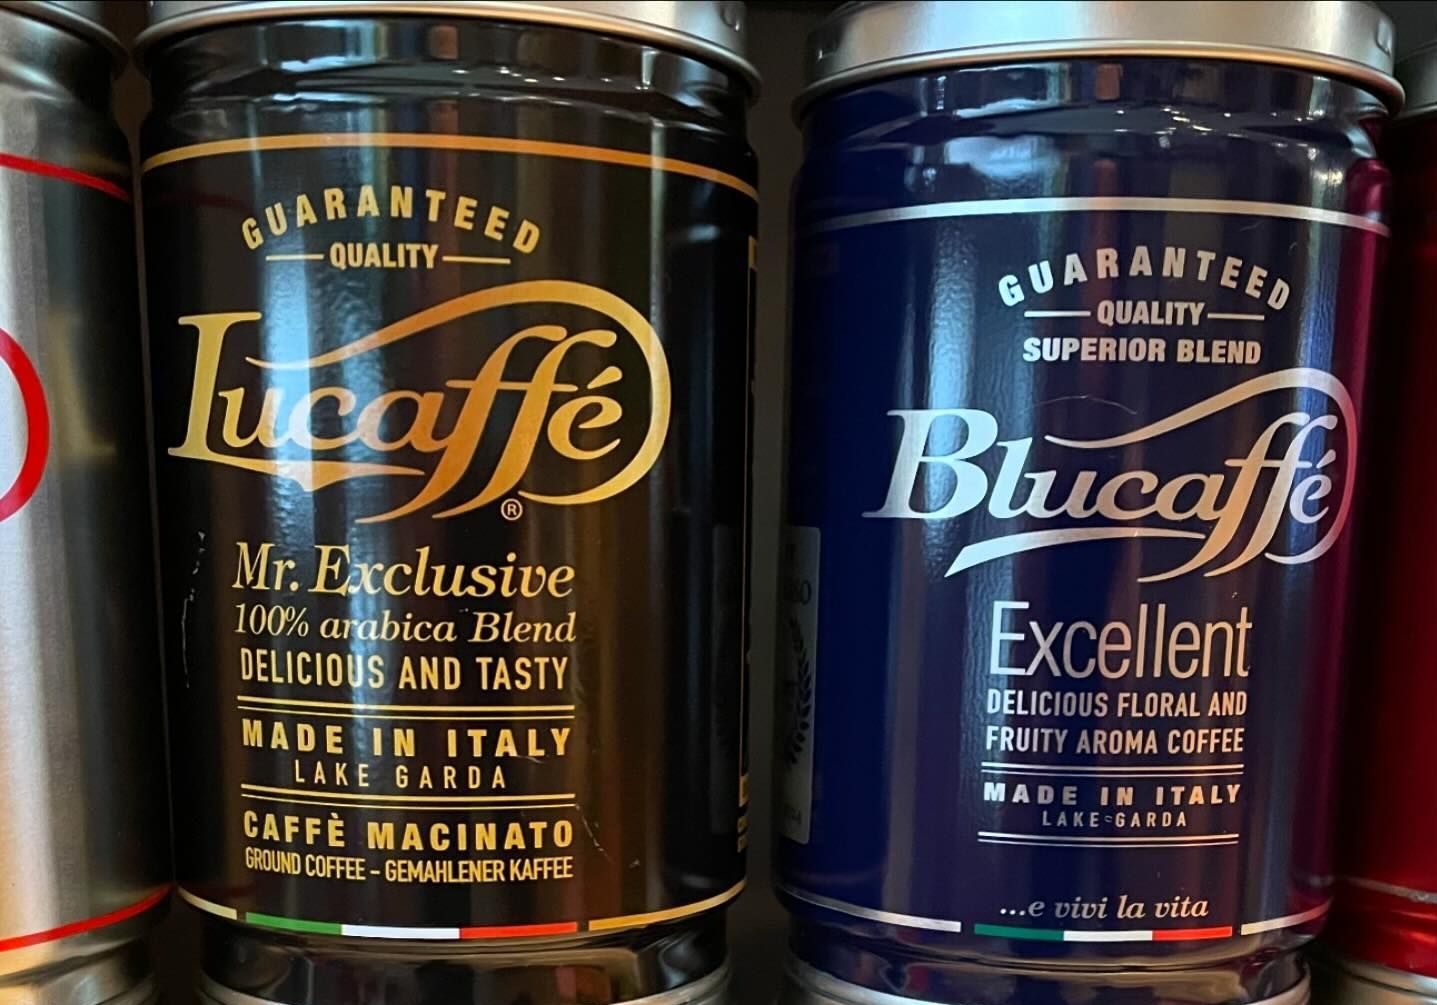 GUARANTEED
QUALITY
Lucaffé
®
Mr. Exclusive
100% arabica Blend
DELICIOUS AND TASTY
MADE IN ITALY
LAKE GARDA
CAFFÈ MACINATO
GROUND COFFEE - GEMAHLENER KAFFEE
GUARANTEED
QUALITY
SUPERIOR BLEND
Blucaffé
Excellent
DELICIOUS FLORAL AND
FRUITY AROMA COFFEE
MADE IN ITALY
LAKE GARDA
...e vivi la vita